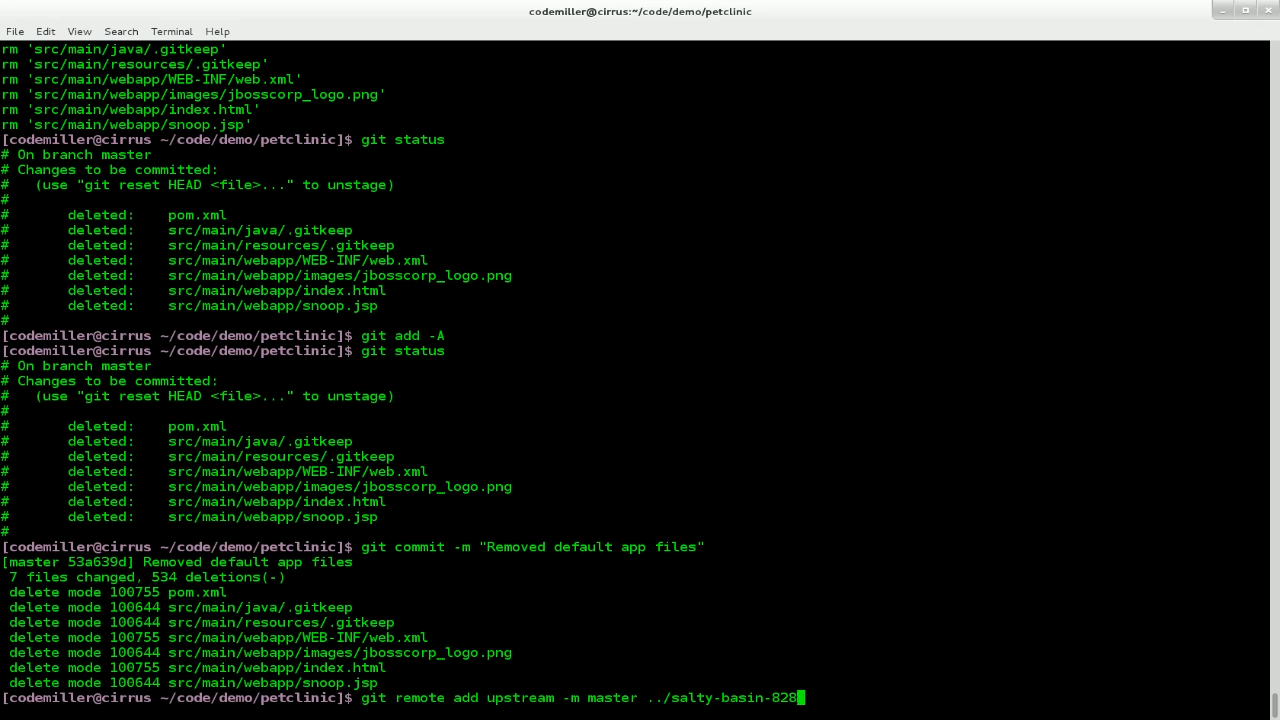 codemiller@cirrus:~/code/demo/petclinic
File Edit View Search Terminal Help
rm 'src/main/java/.gitkeep'
rm 'src/main/resources/.gitkeep'
rm 'src/main/webapp/WEB-INF/web.xml'
rm 'src/main/webapp/images/jbosscorp_logo.png'
rm 'src/main/webapp/index.html'
rm 'src/main/webapp/snoop.jsp'
[codemiller@cirrus ~/code/demo/petclinic]$ git status
# On branch master
# Changes to be committed:
#   (use "git reset HEAD <file>..." to unstage)
#
#       deleted:    pom.xml
#       deleted:    src/main/java/.gitkeep
#       deleted:    src/main/resources/.gitkeep
#       deleted:    src/main/webapp/WEB-INF/web.xml
#       deleted:    src/main/webapp/images/jbosscorp_logo.png
#       deleted:    src/main/webapp/index.html
#       deleted:    src/main/webapp/snoop.jsp
#
[codemiller@cirrus ~/code/demo/petclinic]$ git add -A
[codemiller@cirrus ~/code/demo/petclinic]$ git status
# On branch master
# Changes to be committed:
#   (use "git reset HEAD <file>..." to unstage)
#
#       deleted:    pom.xml
#       deleted:    src/main/java/.gitkeep
#       deleted:    src/main/resources/.gitkeep
#       deleted:    src/main/webapp/WEB-INF/web.xml
#       deleted:    src/main/webapp/images/jbosscorp_logo.png
#       deleted:    src/main/webapp/index.html
#       deleted:    src/main/webapp/snoop.jsp
#
[codemiller@cirrus ~/code/demo/petclinic]$ git commit -m "Removed default app files"
[master 53a639d] Removed default app files
 7 files changed, 534 deletions(-)
 delete mode 100755 pom.xml
 delete mode 100644 src/main/java/.gitkeep
 delete mode 100644 src/main/resources/.gitkeep
 delete mode 100755 src/main/webapp/WEB-INF/web.xml
 delete mode 100644 src/main/webapp/images/jbosscorp_logo.png
 delete mode 100755 src/main/webapp/index.html
 delete mode 100644 src/main/webapp/snoop.jsp
[codemiller@cirrus ~/code/demo/petclinic]$ git remote add upstream -m master ../salty-basin-828